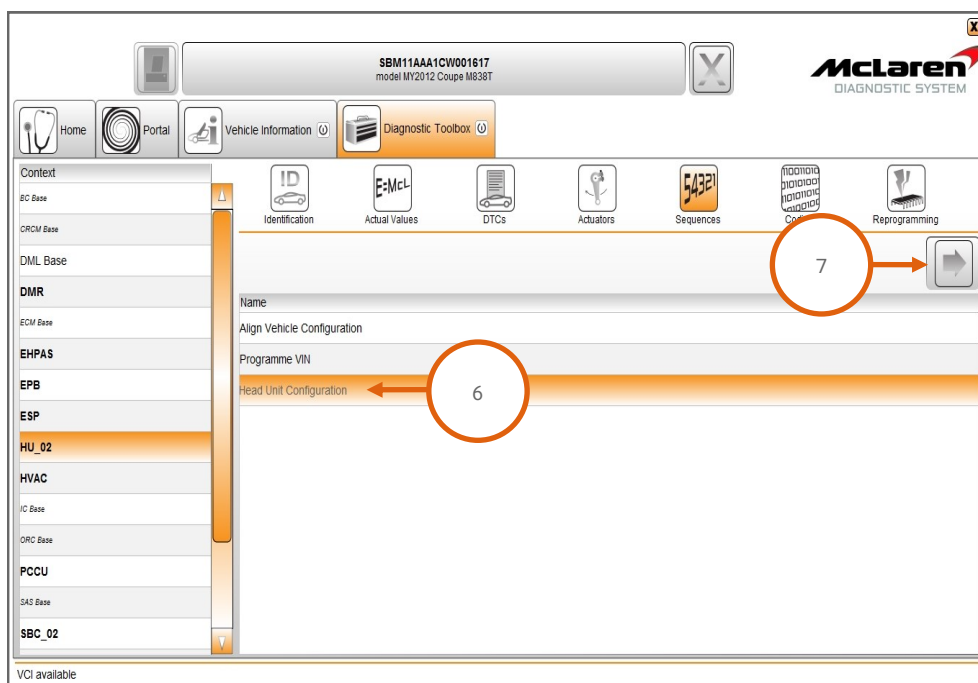 X
SBM11AAA1CW001617
model MY2012 Coupe M838T
McLaren
DIAGNOSTIC SYSTEM
Home
Portal
Vehicle Information
Diagnostic Toolbox
Context
BC Base
CRCM Base
DML Base
DMR
ECM Base
EHPAS
EPB
ESP
HU_02
HVAC
IC Base
ORC Base
PCCU
SAS Base
SBC_02
ID
Identification
E=McL
Actual Values
DTCs
Actuators
54321
Sequences
Reprogramming
7
Name
Align Vehicle Configuration
Programme VIN
Head Unit Configuration
6
VCI available